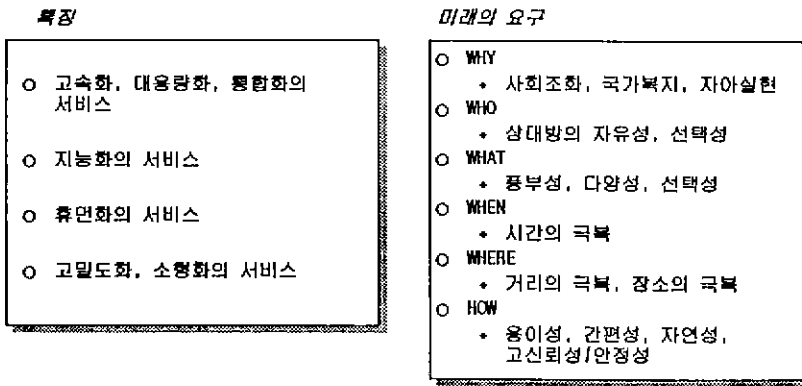 특징
o 고속화, 대용량화, 통합화의
서비스
o 지능화의 서비스
o 휴먼화의 서비스
o 고밀도화, 소형화의 서비스
미래의 요구
o WHY
• 사회조화, 국가복지, 자아실현
o WHO
• 상대방의 자유성, 선택성
o WHAT
• 풍부성, 다양성, 선택성
o WHEN
• 시간의 극복
o WHERE
• 거리의 극복, 장소의 극복
o HOW
• 용이성, 간편성, 자연성,
고신뢰성/안정성